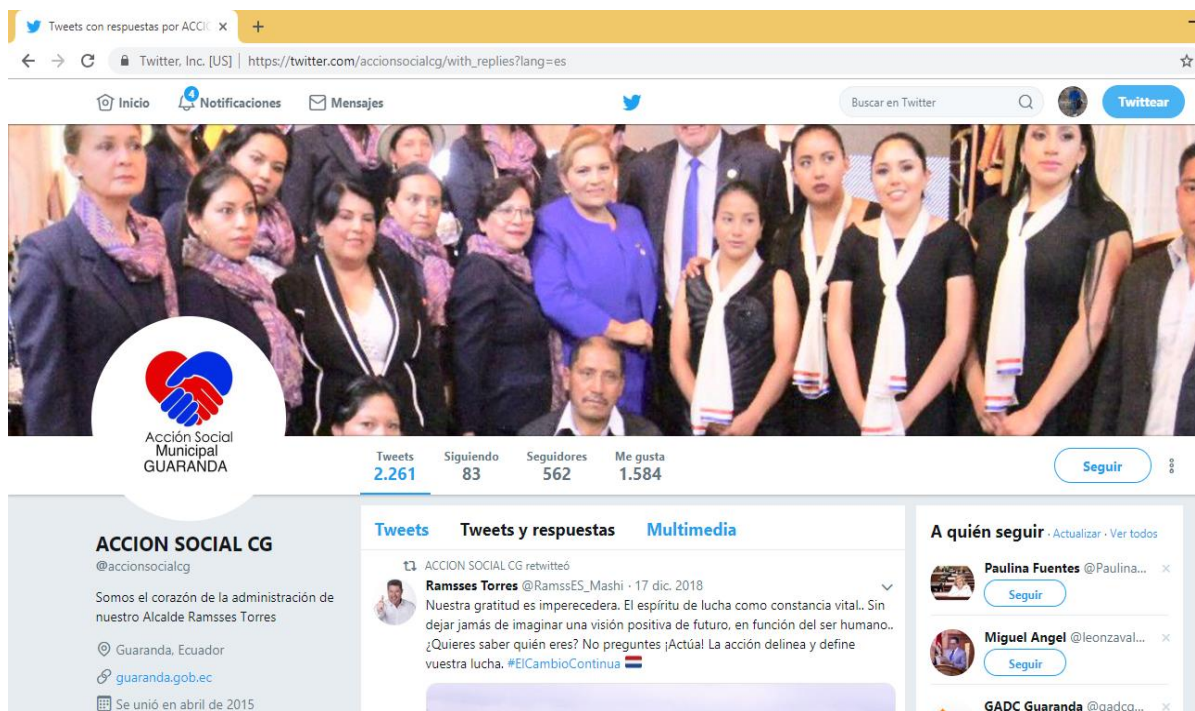 Tweets con respuestas por ACCIO
Twitter, Inc. [US] | https://twitter.com/accionsocialcg/with_replies?lang=es
Inicio
4
Notificaciones
Mensajes
Buscar en Twitter
Twittear
Acción Social
Municipal
GUARANDA
Tweets Siguiendo Seguidores Me gusta
2.261 83 562 1.584
Seguir
ACCION SOCIAL CG
@accionsocialcg
Somos el corazón de la administración de
nuestro Alcalde Ramsses Torres
Guaranda, Ecuador
guaranda.gob.ec
Se unió en abril de 2015
Tweets Tweets y respuestas Multimedia
ACCION SOCIAL CG retwitteó
Ramsses Torres @RamssES_Mashi · 17 dic. 2018
Nuestra gratitud es imperecedera. El espíritu de lucha como constancia vital.. Sin
dejar jamás de imaginar una visión positiva de futuro, en función del ser humano..
¿Quieres saber quién eres? No preguntes ¡Actúa! La acción delinea y define
vuestra lucha. #ElCambioContinua
A quién seguir · Actualizar · Ver todos
Paulina Fuentes @Paulina...
Seguir
Miguel Angel @leonzaval...
Seguir
GADC Guaranda @gadcg...